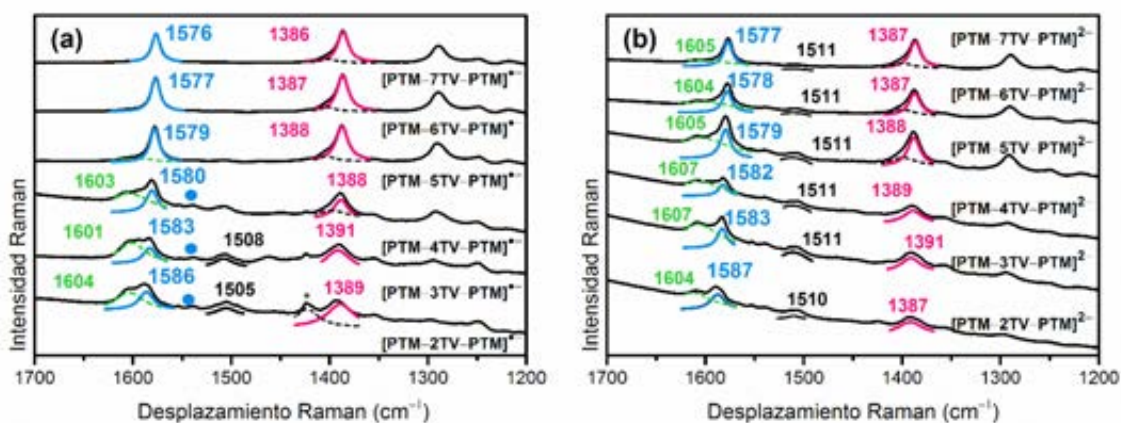 (a)
1576
1386
[PTM–7TV–PTM]•–
1577
1387
[PTM–6TV–PTM]•
1579
1388
[PTM–5TV–PTM]•–
1603
1580
1388
[PTM–4TV–PTM]•–
1601
1583
1508
1391
[PTM–3TV–PTM]•–
1604
1586
1505
*
1389
[PTM–2TV–PTM]•
Intensidad Raman
1700 1600 1500 1400 1300 1200
Desplazamiento Raman (cm⁻¹)
(b)
1605
1577
1511
1387
[PTM–7TV–PTM]²⁻
1604
1578
1511
1387
[PTM–6TV–PTM]²⁻
1605
1579
1511
1388
[PTM–5TV–PTM]²⁻
1607
1582
1511
1389
[PTM–4TV–PTM]²
1607
1583
1511
1391
[PTM–3TV–PTM]²
1604
1587
1510
1387
[PTM–2TV–PTM]²⁻
Intensidad Raman
1700 1600 1500 1400 1300 1200
Desplazamiento Raman (cm⁻¹)